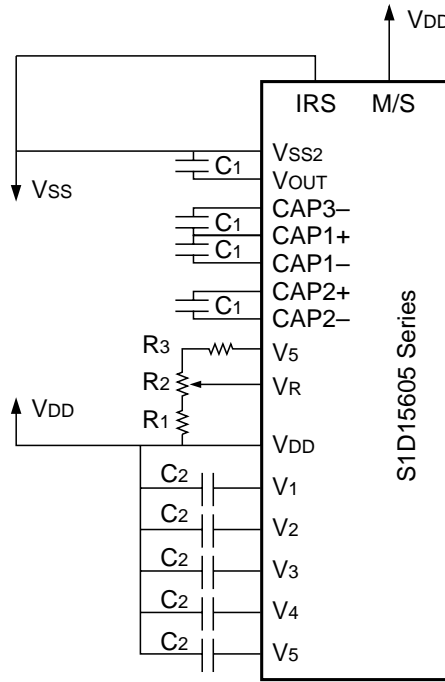 VDD
IRS M/S
VSS2
C1
VSS
VOUT
CAP3–
C1
CAP1+
C1
CAP1–
CAP2+
C1
CAP2–
R3
V5
R2
VR
VDD
R1
VDD
C2
V1
C2
V2
C2
V3
C2
V4
C2
V5
S1D15605 Series